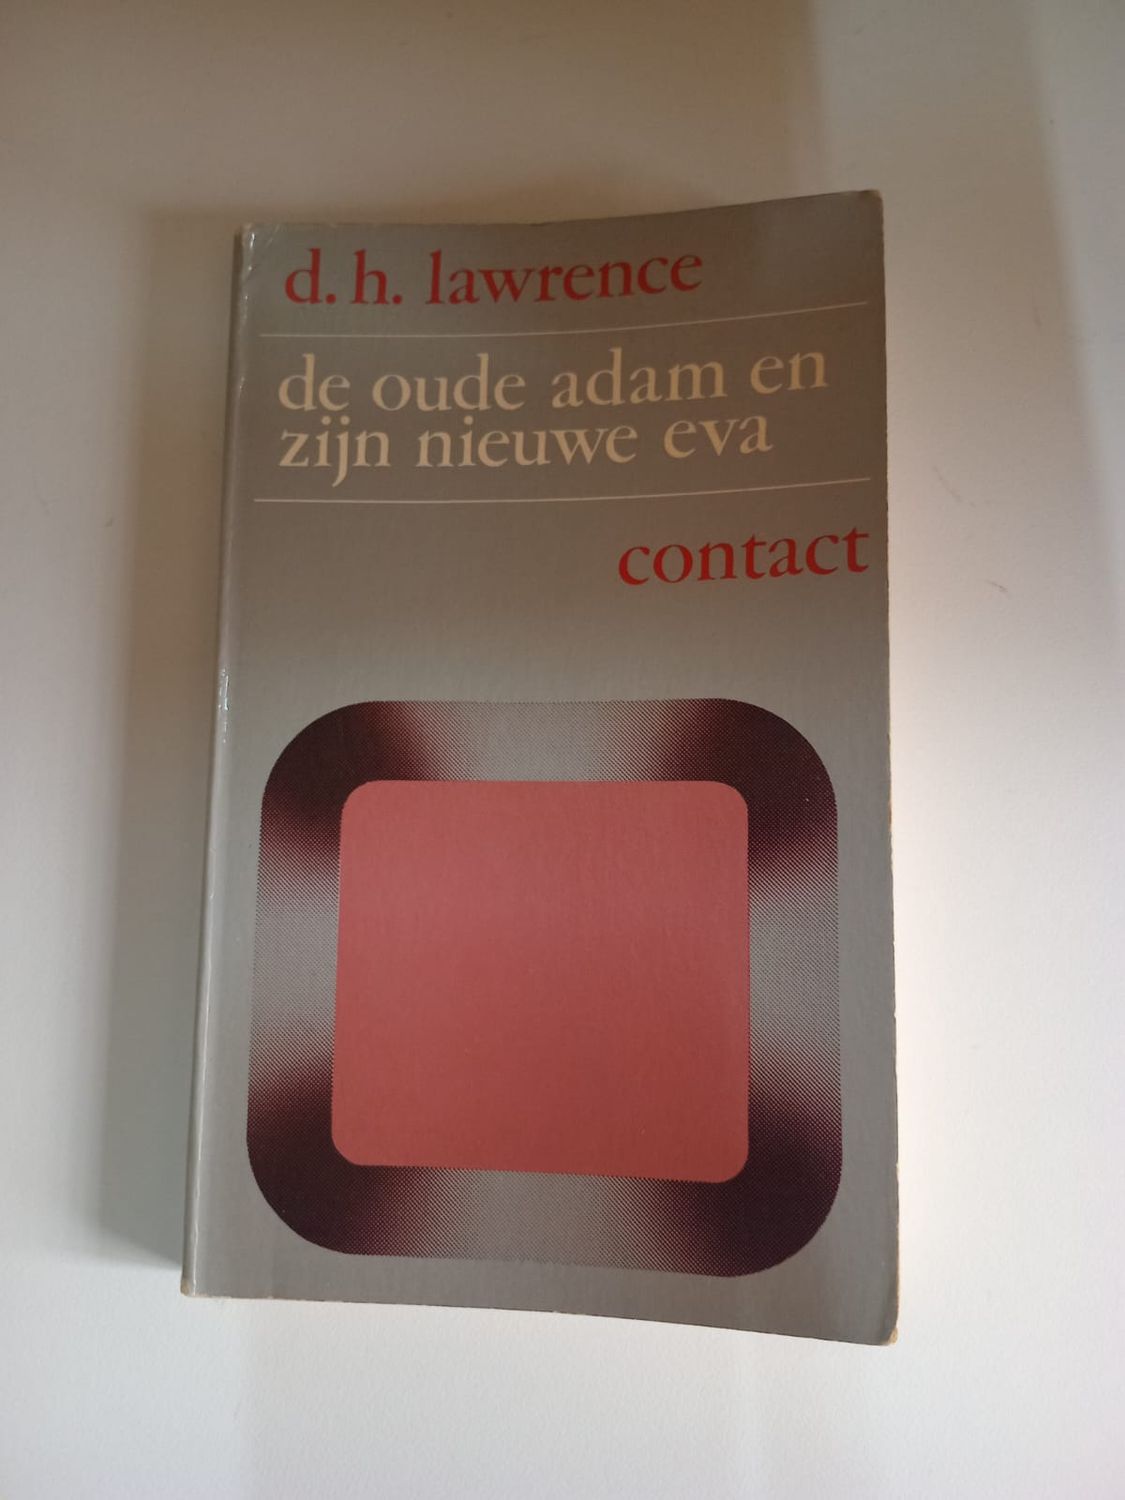 d. h. lawrence
de oude adam en
zijn nieuwe eva
contact